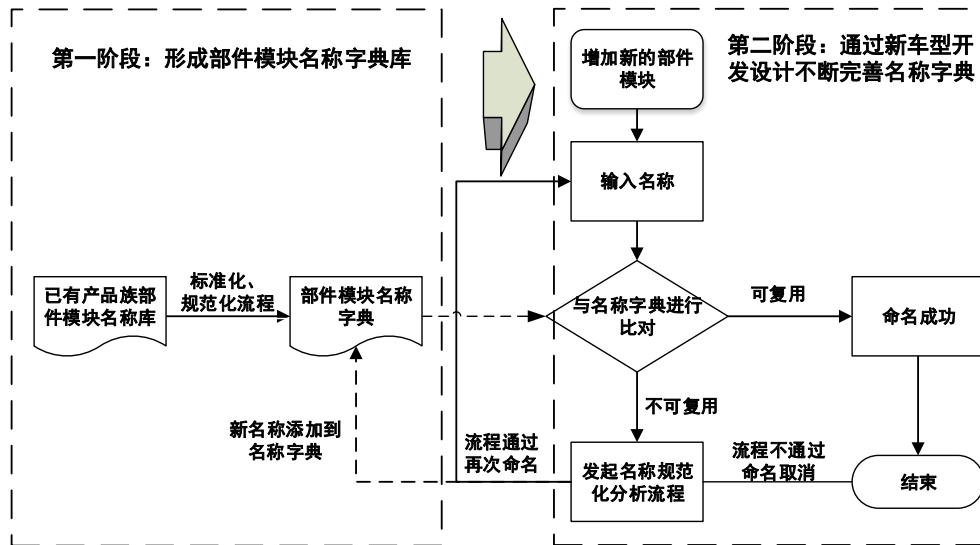 第一阶段：形成部件模块名称字典库
第二阶段：通过新车型开
发设计不断完善名称字典
增加新的部件
模块
输入名称
已有产品族部
件模块名称库
标准化、
规范化流程
部件模块名称
字典
与名称字典进行
比对
可复用
命名成功
不可复用
新名称添加到
名称字典
流程通过
再次命名
发起名称规范
化分析流程
流程不通过
命名取消
结束